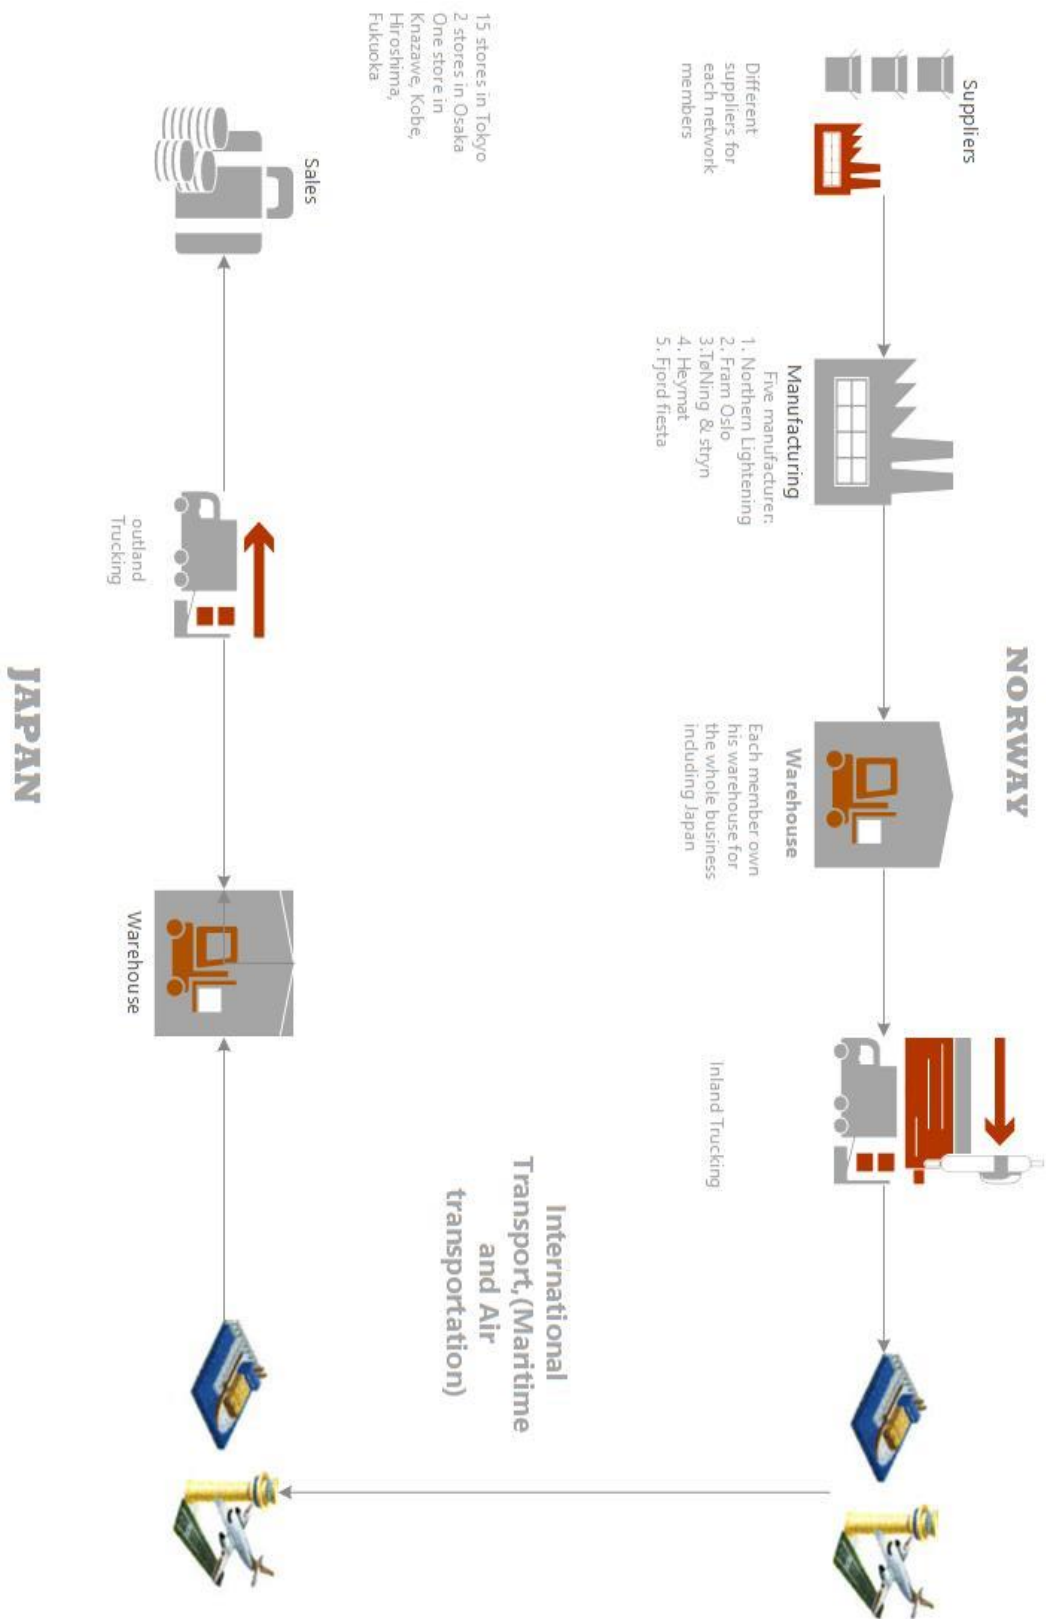 NORWAY
Suppliers
Different
suppliers for
each network
members
Manufacturing
Five manufacturer:
1. Northern Lightening
2. Fram Oslo
3.TøNing & stryn
4. Heymat
5. Fjord fiesta
Warehouse
Each member own
his warehouse for
the whole business
including Japan
Inland Trucking
International
Transport,(Maritime
and Air
transportation)
15 stores in Tokyo
2 stores in Osaka
One store in
Knazawe, Kobe,
Hiroshima,
Fukuoka
Sales
outland
Trucking
Warehouse
JAPAN